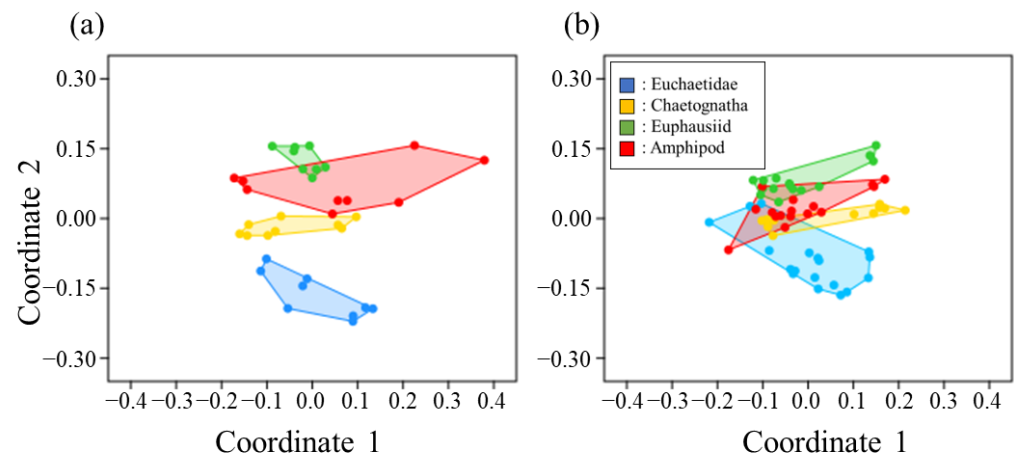 (a)
(b)
0.30
0.15
0.00
−0.15
−0.30
Coordinate 2
−0.4 −0.3 −0.2 −0.1 0.0 0.1 0.2 0.3 0.4
Coordinate 1
0.30
0.15
0.00
−0.15
−0.30
: Euchaetidae
: Chaetognatha
: Euphausiid
: Amphipod
−0.4 −0.3 −0.2 −0.1 0.0 0.1 0.2 0.3 0.4
Coordinate 1